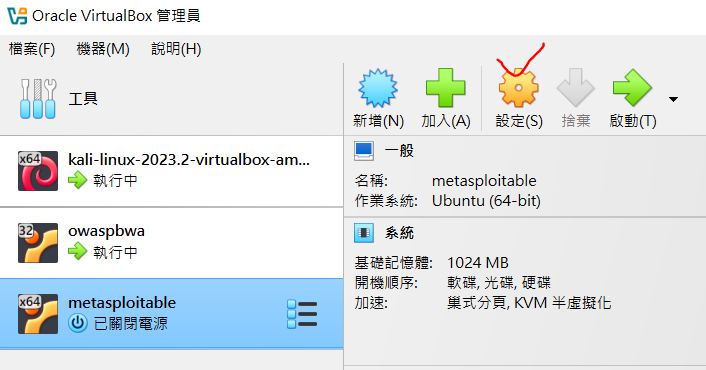 Oracle VirtualBox 管理員
檔案(F) 機器(M) 說明(H)
工具
新增(N) 加入(A) 設定(S) 捨棄 啟動(T)
x64 kali-linux-2023.2-virtualbox-am...
執行中
32 owaspbwa
執行中
x64 metasploitable
已關閉電源
一般
名稱: metasploitable
作業系統: Ubuntu (64-bit)
系統
基礎記憶體: 1024 MB
開機順序: 軟碟, 光碟, 硬碟
加速: 巢式分頁, KVM 半虛擬化